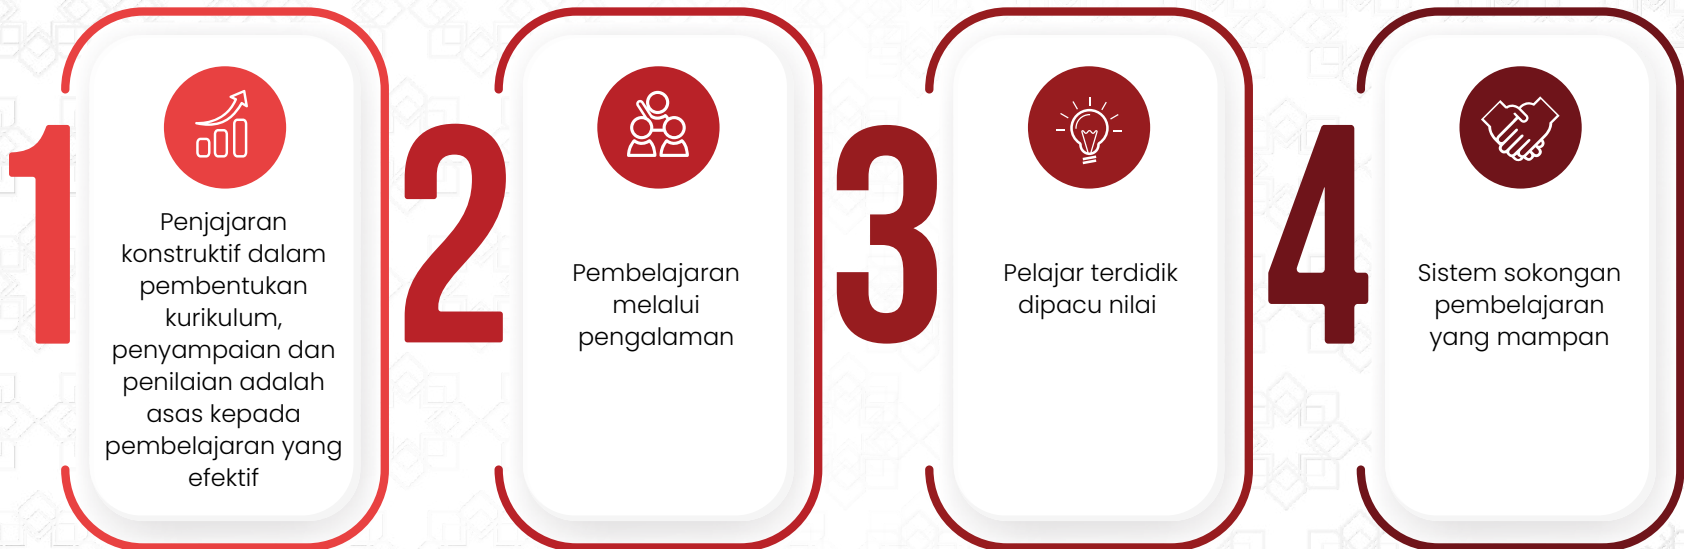 1
Penjajaran
konstruktif dalam
pembentukan
kurikulum,
penyampaian dan
penilaian adalah
asas kepada
pembelajaran yang
efektif
2
Pembelajaran
melalui
pengalaman
3
Pelajar terdidik
dipacu nilai
4
Sistem sokongan
pembelajaran
yang mampan